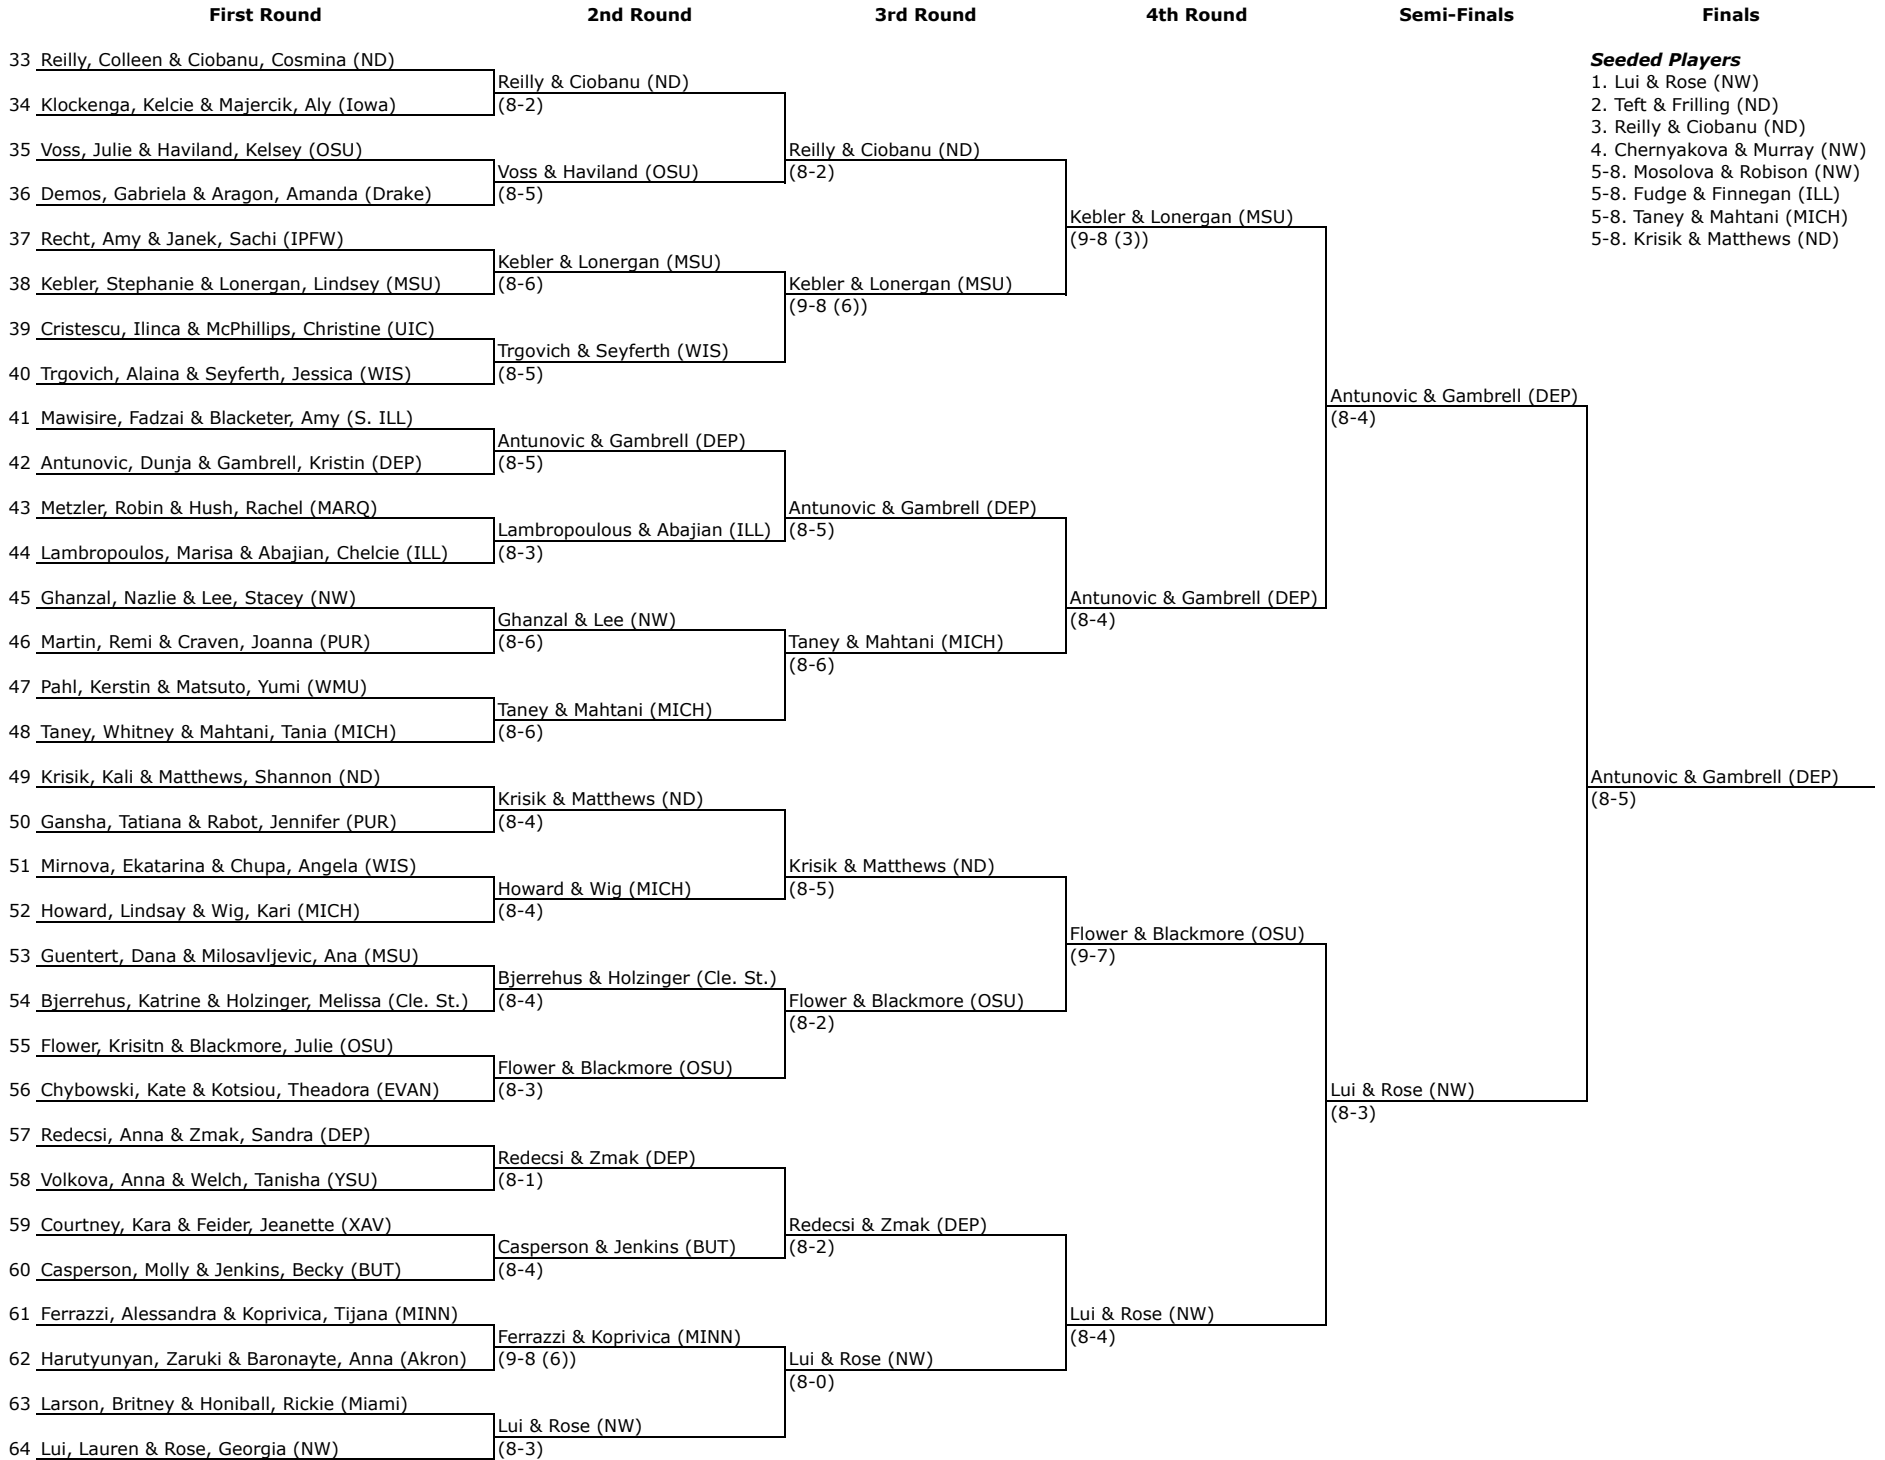 First Round 2nd Round 3rd Round 4th Round Semi-Finals Finals
33 Reilly, Colleen & Ciobanu, Cosmina (ND)
34 Klockenga, Kelcie & Majercik, Aly (Iowa)
35 Voss, Julie & Haviland, Kelsey (OSU)
36 Demos, Gabriela & Aragon, Amanda (Drake)
37 Recht, Amy & Janek, Sachi (IPFW)
38 Kebler, Stephanie & Lonergan, Lindsey (MSU)
39 Cristescu, Ilinca & McPhillips, Christine (UIC)
40 Trgovich, Alaina & Seyferth, Jessica (WIS)
41 Mawisire, Fadzai & Blacketer, Amy (S. ILL)
42 Antunovic, Dunja & Gambrell, Kristin (DEP)
43 Metzler, Robin & Hush, Rachel (MARQ)
44 Lambropoulos, Marisa & Abajian, Chelcie (ILL)
45 Ghanzal, Nazlie & Lee, Stacey (NW)
46 Martin, Remi & Craven, Joanna (PUR)
47 Pahl, Kerstin & Matsuto, Yumi (WMU)
48 Taney, Whitney & Mahtani, Tania (MICH)
49 Krisik, Kali & Matthews, Shannon (ND)
50 Gansha, Tatiana & Rabot, Jennifer (PUR)
51 Mirnova, Ekatarina & Chupa, Angela (WIS)
52 Howard, Lindsay & Wig, Kari (MICH)
53 Guentert, Dana & Milosavljevic, Ana (MSU)
54 Bjerrehus, Katrine & Holzinger, Melissa (Cle. St.)
55 Flower, Krisitn & Blackmore, Julie (OSU)
56 Chybowski, Kate & Kotsiou, Theadora (EVAN)
57 Redecsi, Anna & Zmak, Sandra (DEP)
58 Volkova, Anna & Welch, Tanisha (YSU)
59 Courtney, Kara & Feider, Jeanette (XAV)
60 Casperson, Molly & Jenkins, Becky (BUT)
61 Ferrazzi, Alessandra & Koprivica, Tijana (MINN)
62 Harutyunyan, Zaruki & Baronayte, Anna (Akron)
63 Larson, Britney & Honiball, Rickie (Miami)
64 Lui, Lauren & Rose, Georgia (NW)
Reilly & Ciobanu (ND)
(8-2)
Voss & Haviland (OSU)
(8-5)
Kebler & Lonergan (MSU)
(8-6)
Trgovich & Seyferth (WIS)
(8-5)
Antunovic & Gambrell (DEP)
(8-5)
Lambropoulous & Abajian (ILL)
(8-3)
Ghanzal & Lee (NW)
(8-6)
Taney & Mahtani (MICH)
(8-6)
Krisik & Matthews (ND)
(8-4)
Howard & Wig (MICH)
(8-4)
Bjerrehus & Holzinger (Cle. St.)
(8-4)
Flower & Blackmore (OSU)
(8-3)
Redecsi & Zmak (DEP)
(8-1)
Casperson & Jenkins (BUT)
(8-4)
Ferrazzi & Koprivica (MINN)
(9-8 (6))
Lui & Rose (NW)
(8-3)
Reilly & Ciobanu (ND)
(8-2)
Kebler & Lonergan (MSU)
(9-8 (6))
Antunovic & Gambrell (DEP)
(8-5)
Taney & Mahtani (MICH)
(8-6)
Krisik & Matthews (ND)
(8-5)
Flower & Blackmore (OSU)
(8-2)
Redecsi & Zmak (DEP)
(8-2)
Lui & Rose (NW)
(8-0)
Kebler & Lonergan (MSU)
(9-8 (3))
Antunovic & Gambrell (DEP)
(8-4)
Flower & Blackmore (OSU)
(9-7)
Lui & Rose (NW)
(8-4)
Antunovic & Gambrell (DEP)
(8-4)
Lui & Rose (NW)
(8-3)
Seeded Players
1. Lui & Rose (NW)
2. Teft & Frilling (ND)
3. Reilly & Ciobanu (ND)
4. Chernyakova & Murray (NW)
5-8. Mosolova & Robison (NW)
5-8. Fudge & Finnegan (ILL)
5-8. Taney & Mahtani (MICH)
5-8. Krisik & Matthews (ND)
Antunovic & Gambrell (DEP)
(8-5)